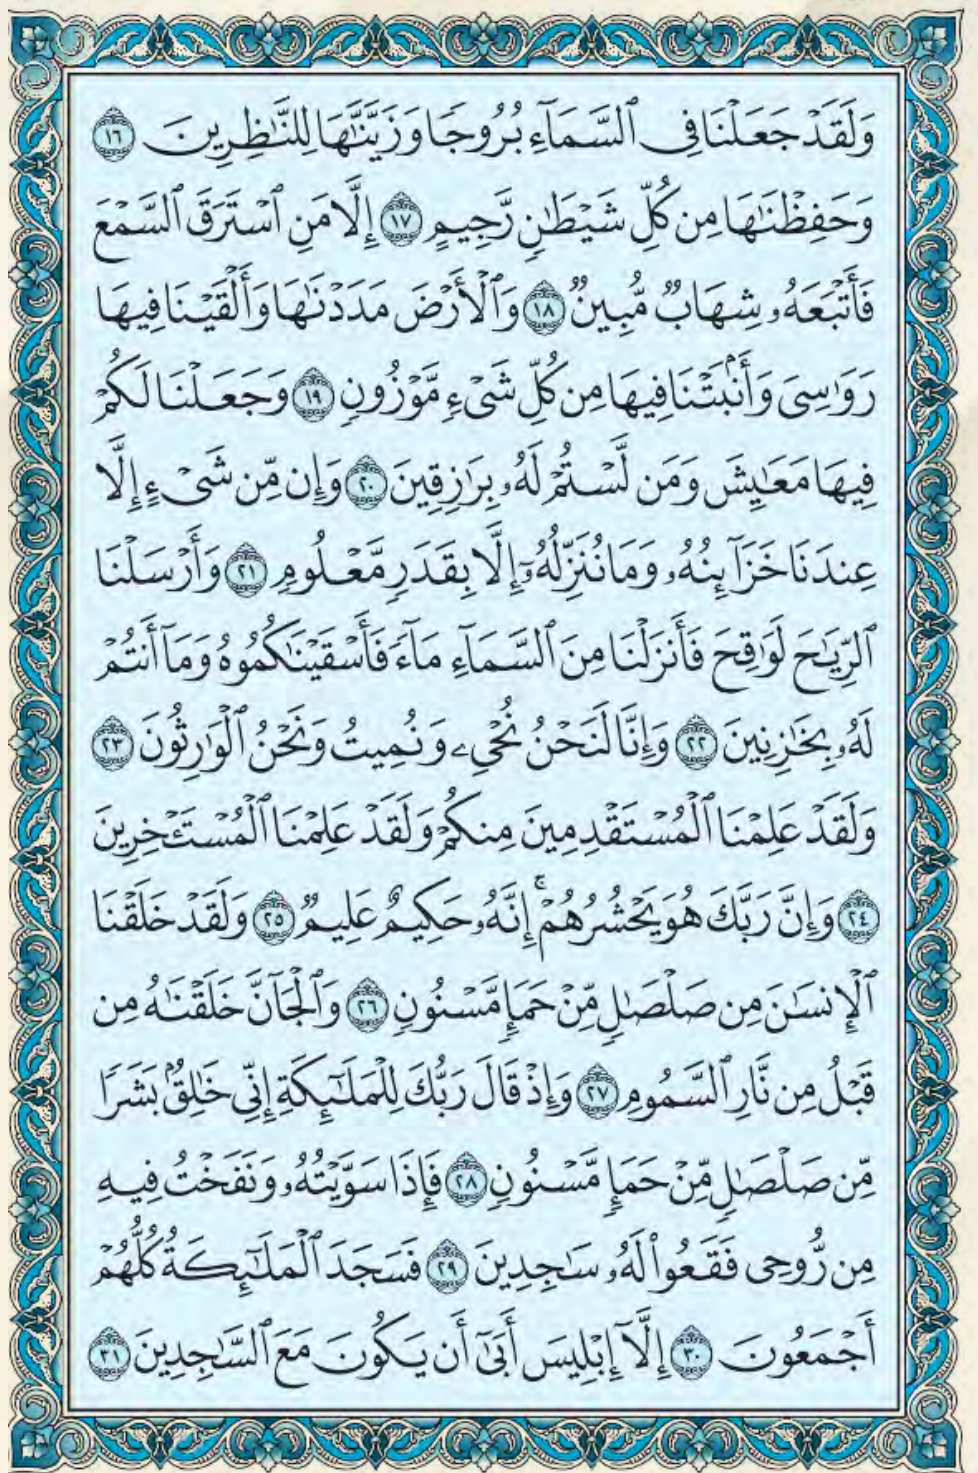 وَلَقَدْ جَعَلْنَا فِى ٱلسَّمَآءِ بُرُوجًا وَزَيَّنَّٰهَا لِلنَّٰظِرِينَ ١٦
وَحَفِظْنَٰهَا مِن كُلِّ شَيْطَٰنٍ رَّجِيمٍ ١٧ إِلَّا مَنِ ٱسْتَرَقَ ٱلسَّمْعَ
فَأَتْبَعَهُۥ شِهَابٌ مُّبِينٌ ١٨ وَٱلْأَرْضَ مَدَدْنَٰهَا وَأَلْقَيْنَا فِيهَا
رَوَٰسِىَ وَأَنۢبَتْنَا فِيهَا مِن كُلِّ شَىْءٍ مَّوْزُونٍ ١٩ وَجَعَلْنَا لَكُمْ
فِيهَا مَعَٰيِشَ وَمَن لَّسْتُمْ لَهُۥ بِرَٰزِقِينَ ٢٠ وَإِن مِّن شَىْءٍ إِلَّا
عِندَنَا خَزَآئِنُهُۥ وَمَا نُنَزِّلُهُۥٓ إِلَّا بِقَدَرٍ مَّعْلُومٍ ٢١ وَأَرْسَلْنَا
ٱلرِّيَٰحَ لَوَٰقِحَ فَأَنزَلْنَا مِنَ ٱلسَّمَآءِ مَآءً فَأَسْقَيْنَٰكُمُوهُ وَمَآ أَنتُمْ
لَهُۥ بِخَٰزِنِينَ ٢٢ وَإِنَّا لَنَحْنُ نُحْىِۦ وَنُمِيتُ وَنَحْنُ ٱلْوَٰرِثُونَ ٢٣
وَلَقَدْ عَلِمْنَا ٱلْمُسْتَقْدِمِينَ مِنكُمْ وَلَقَدْ عَلِمْنَا ٱلْمُسْتَـْٔخِرِينَ
٢٤ وَإِنَّ رَبَّكَ هُوَ يَحْشُرُهُمْ ۚ إِنَّهُۥ حَكِيمٌ عَلِيمٌ ٢٥ وَلَقَدْ خَلَقْنَا
ٱلْإِنسَٰنَ مِن صَلْصَٰلٍ مِّنْ حَمَإٍ مَّسْنُونٍ ٢٦ وَٱلْجَآنَّ خَلَقْنَٰهُ مِن
قَبْلُ مِن نَّارِ ٱلسَّمُومِ ٢٧ وَإِذْ قَالَ رَبُّكَ لِلْمَلَٰٓئِكَةِ إِنِّى خَٰلِقٌۢ بَشَرًا
مِّن صَلْصَٰلٍ مِّنْ حَمَإٍ مَّسْنُونٍ ٢٨ فَإِذَا سَوَّيْتُهُۥ وَنَفَخْتُ فِيهِ
مِن رُّوحِى فَقَعُوا۟ لَهُۥ سَٰجِدِينَ ٢٩ فَسَجَدَ ٱلْمَلَٰٓئِكَةُ كُلُّهُمْ
أَجْمَعُونَ ٣٠ إِلَّآ إِبْلِيسَ أَبَىٰٓ أَن يَكُونَ مَعَ ٱلسَّٰجِدِينَ ٣١